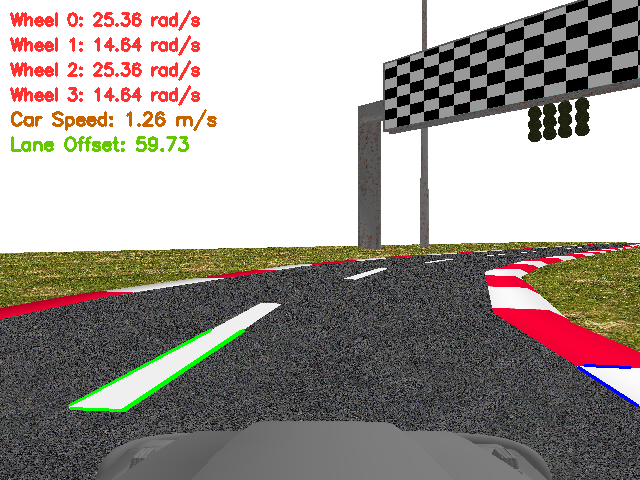 Wheel 0: 25.36 rad/s
Wheel 1: 14.64 rad/s
Wheel 2: 25.36 rad/s
Wheel 3: 14.64 rad/s
Car Speed: 1.26 m/s
Lane Offset: 59.73